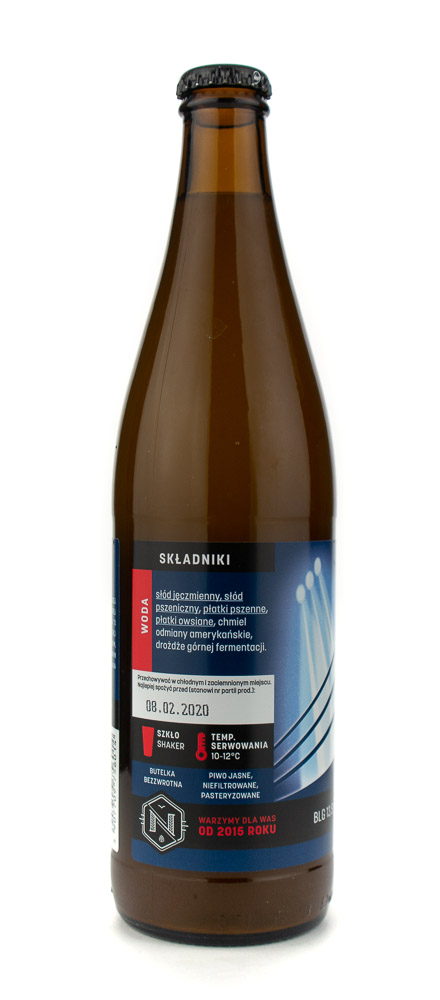 SKŁADNIKI
WODA
słód jęczmienny, słód
pszeniczny, płatki pszenne,
płatki owsiane, chmiel
odmiany amerykańskie,
drożdże górnej fermentacji.
Przechowywać w chłodnym i zaciemnionym miejscu.
Najlepiej spożyć przed (stanowi nr partii prod.):
08.02.2020
SZKŁO
SHAKER
TEMP.
SERWOWANIA
10-12°C
BUTELKA
BEZZWROTNA
PIWO JASNE,
NIEFILTROWANE,
PASTERYZOWANE
N
WARZYMY DLA WAS
OD 2015 ROKU
BLG